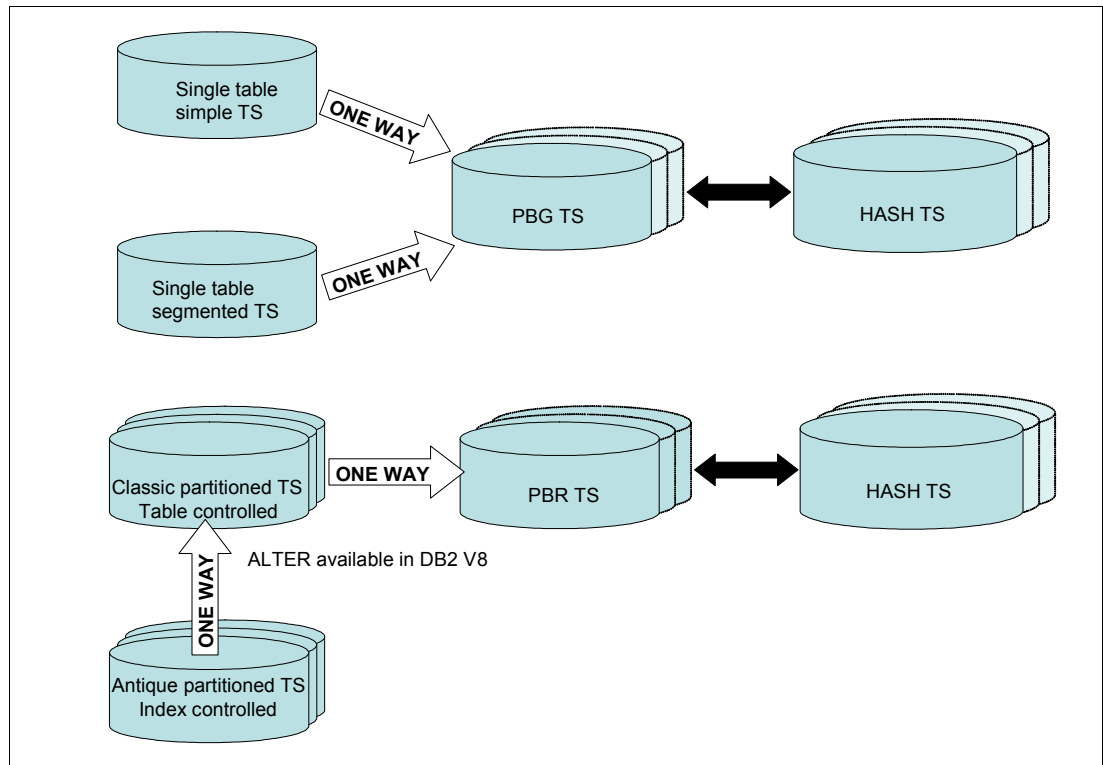 Single table
simple TS
ONE WAY
PBG TS
HASH TS
ONE WAY
Single table
segmented TS
Classic partitioned TS
Table controlled
ONE WAY
PBR TS
HASH TS
ONE WAY
ALTER available in DB2 V8
Antique partitioned TS
Index controlled